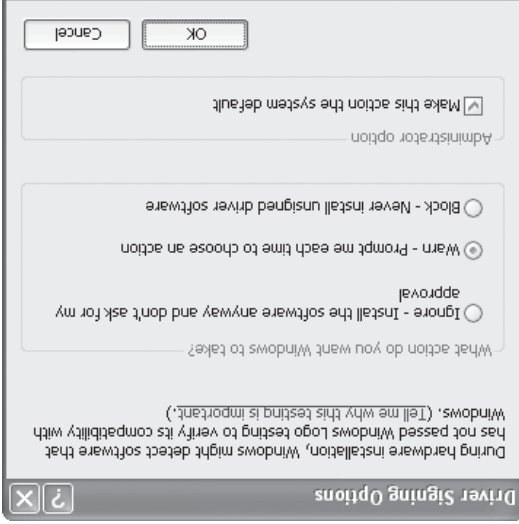 Driver Signing Options
During hardware installation, Windows might detect software that
has not passed Windows Logo testing to verify its compatibility with
Windows. (Tell me why this testing is important.)
What action do you want Windows to take?
Ignore - Install the software anyway and don't ask for my
approval
Warn - Prompt me each time to choose an action
Block - Never install unsigned driver software
Administrator option
Make this action the system default
OK
Cancel